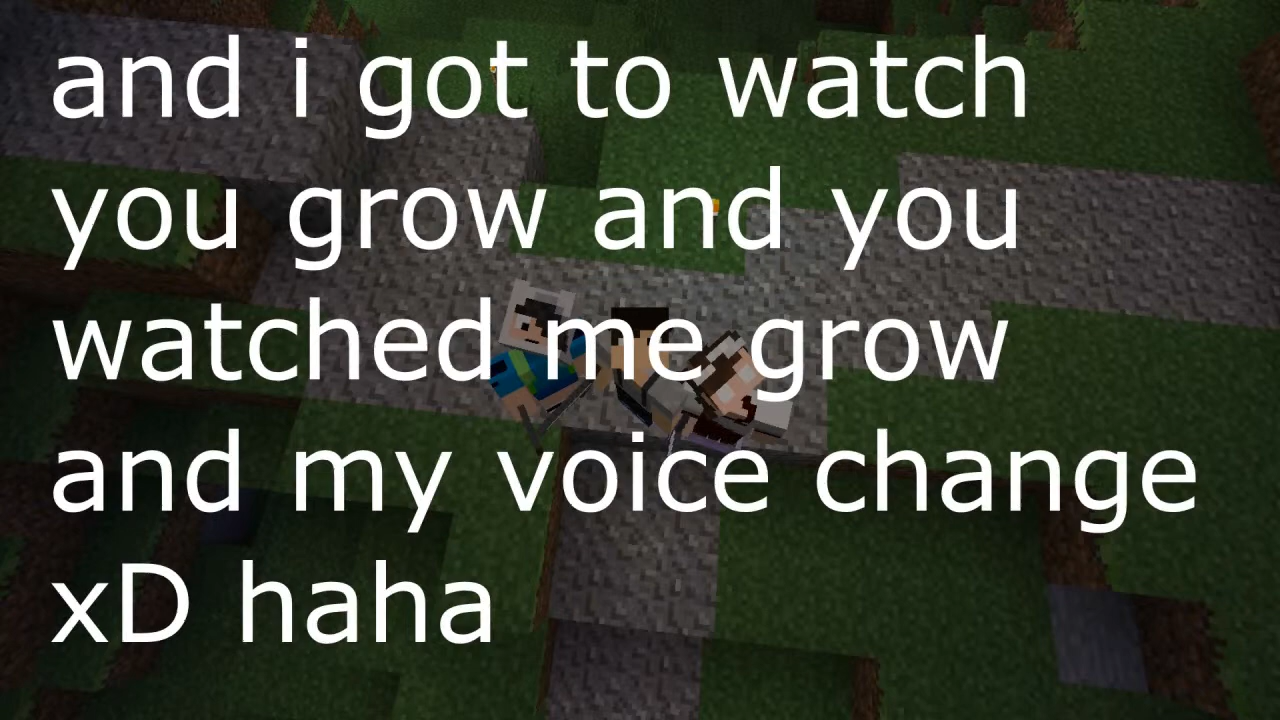 and i got to watch
you grow and you
watched me grow
and my voice change
xD haha